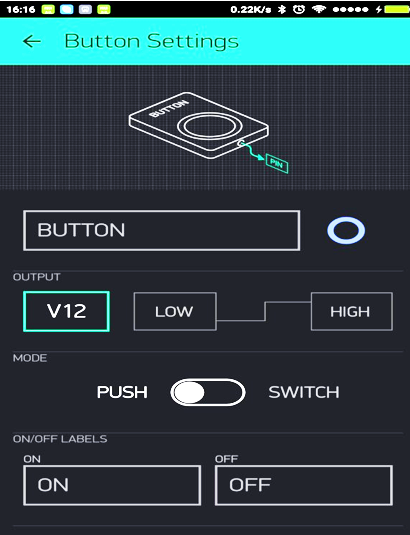 16:16 0.22K/s
Button Settings
BUTTON
PIN
BUTTON
OUTPUT
V12 LOW HIGH
MODE
PUSH SWITCH
ON/OFF LABELS
ON OFF
ON OFF